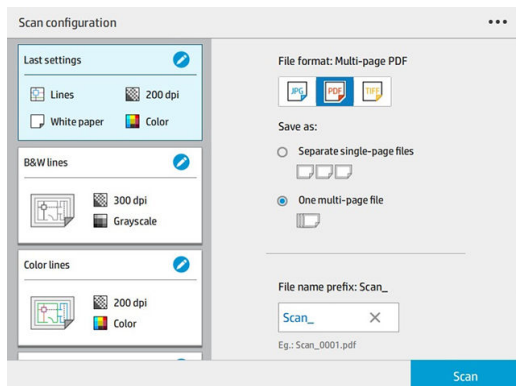 Scan configuration
Last settings
Lines
200 dpi
White paper
Color
B&W lines
300 dpi
Grayscale
Color lines
200 dpi
Color
File format: Multi-page PDF
JPG
PDF
TIFF
Save as:
Separate single-page files
One multi-page file
File name prefix: Scan_
Scan_
Eg.: Scan_0001.pdf
Scan